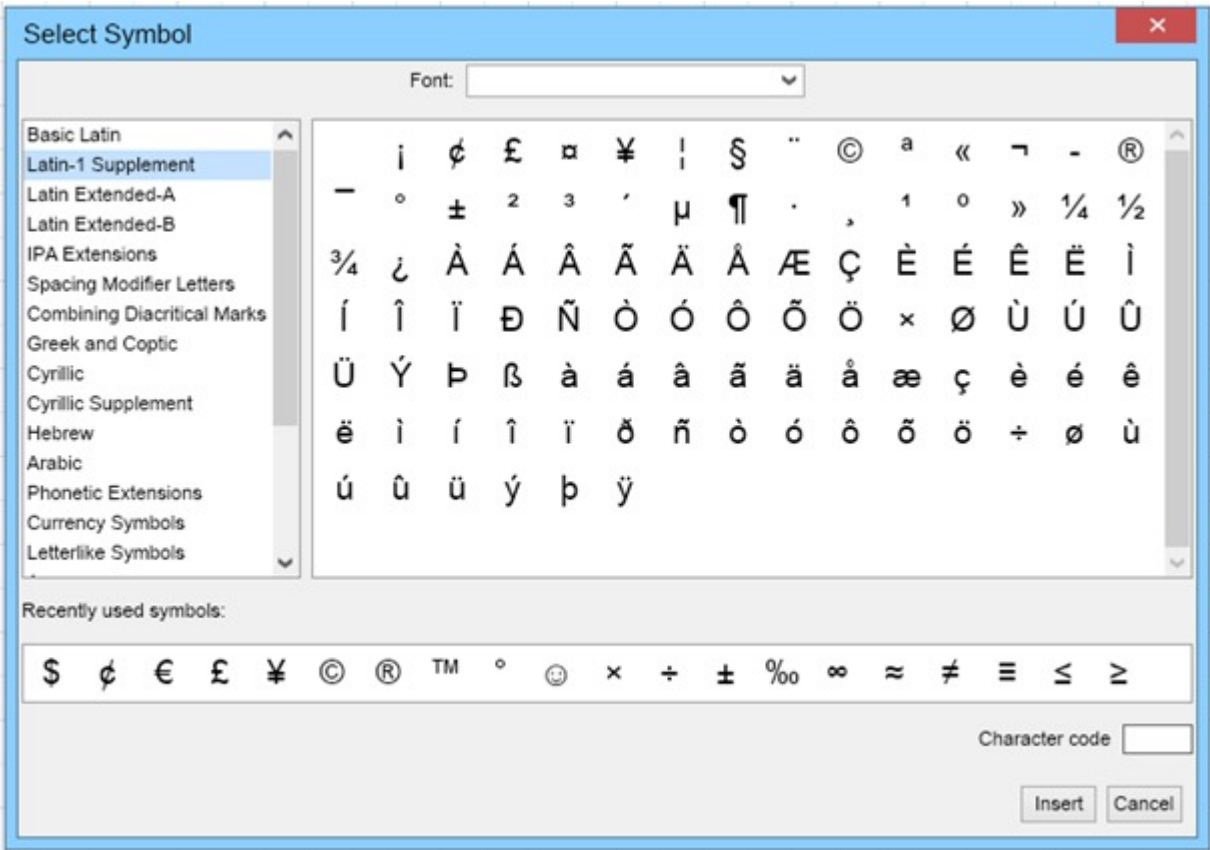 Select Symbol
Font:
Basic Latin
Latin-1 Supplement
Latin Extended-A
Latin Extended-B
IPA Extensions
Spacing Modifier Letters
Combining Diacritical Marks
Greek and Coptic
Cyrillic
Cyrillic Supplement
Hebrew
Arabic
Phonetic Extensions
Currency Symbols
Letterlike Symbols
¡ ¢ £ ¤ ¥ ¦ § ¨ © ª « ¬ - ®
¯ ° ± ² ³ ´ µ ¶ · ¸ ¹ º » ¼ ½
¾ ¿ À Á Â Ã Ä Å Æ Ç È É Ê Ë Ì
Í Î Ï Ð Ñ Ò Ó Ô Õ Ö × Ø Ù Ú Û
Ü Ý Þ ß à á â ã ä å æ ç è é ê
ë ì í î ï ð ñ ò ó ô õ ö ÷ ø ù
ú û ü ý þ ÿ
Recently used symbols:
$ ¢ € £ ¥ © ® ™ ° ☺ × ÷ ± ‰ ∞ ≈ ≠ ≡ ≤ ≥
Character code
Insert Cancel